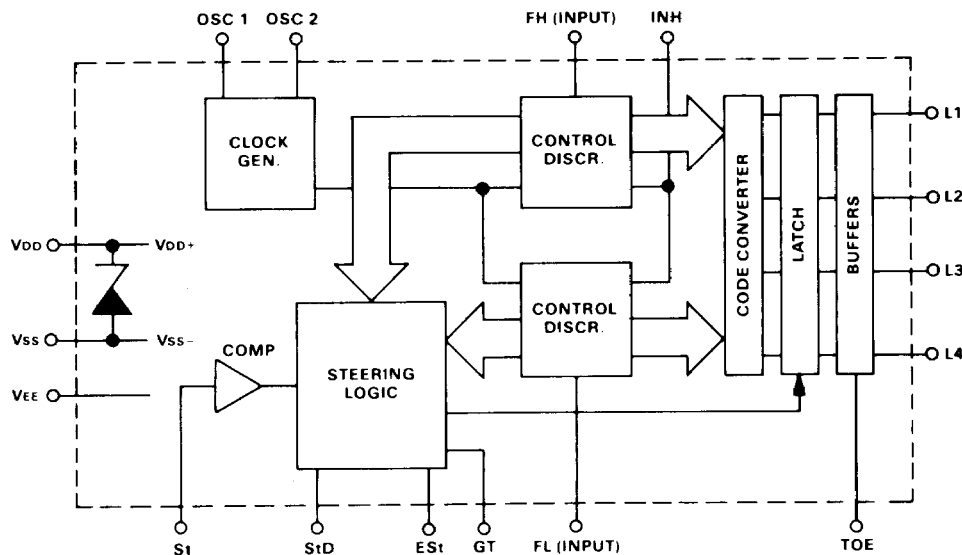 OSC 1 OSC 2 FH (INPUT) INH
CLOCK
GEN.
CONTROL
DISCR.
CODE CONVERTER
LATCH
BUFFERS
L1
L2
L3
L4
VDD VDD+
VSS VSS-
VEE
COMP
STEERING
LOGIC
CONTROL
DISCR.
St StD ESt GT FL (INPUT) TOE